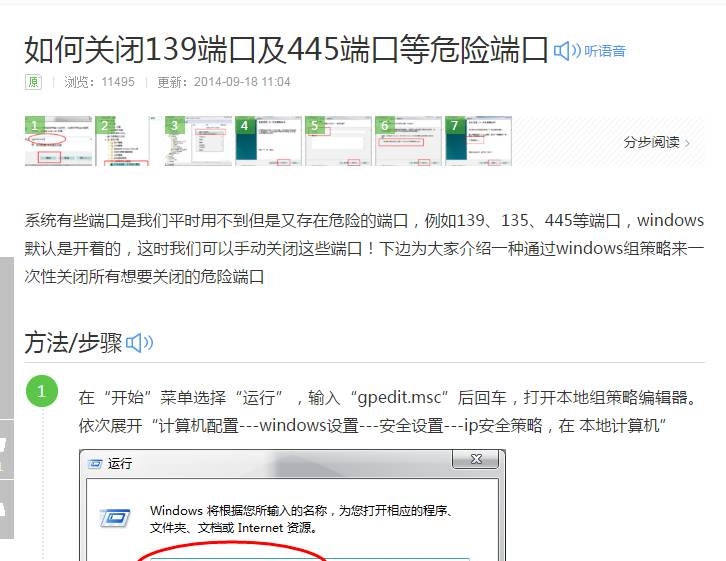 如何关闭139端口及445端口等危险端口 听语音
原 | 浏览：11495 | 更新：2014-09-18 11:04
1 2 3 4 5 6 7
分步阅读 >
系统有些端口是我们平时用不到但是又存在危险的端口，例如139、135、445等端口，windows
默认是开着的，这时我们可以手动关闭这些端口！下边为大家介绍一种通过windows组策略来一
次性关闭所有想要关闭的危险端口
方法/步骤
1
在“开始”菜单选择“运行”，输入“gpedit.msc”后回车，打开本地组策略编辑器。
依次展开“计算机配置---windows设置---安全设置---ip安全策略，在 本地计算机”
运行
Windows 将根据您所输入的名称，为您打开相应的程序、
文件夹、文档或 Internet 资源。